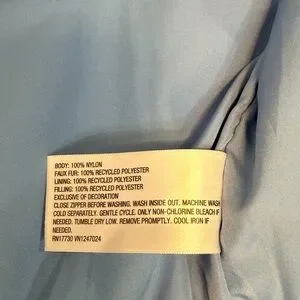 BODY: 100% NYLON
FAUX FUR: 100% RECYCLED POLYESTER
LINING: 100% RECYCLED POLYESTER
FILLING: 100% RECYCLED POLYESTER
EXCLUSIVE OF DECORATION
CLOSE ZIPPER BEFORE WASHING. WASH INSIDE OUT. MACHINE WASH
COLD SEPARATELY. GENTLE CYCLE. ONLY NON-CHLORINE BLEACH IF
NEEDED. TUMBLE DRY LOW. REMOVE PROMPTLY. COOL IRON IF
NEEDED.
RN17730 VN1247024